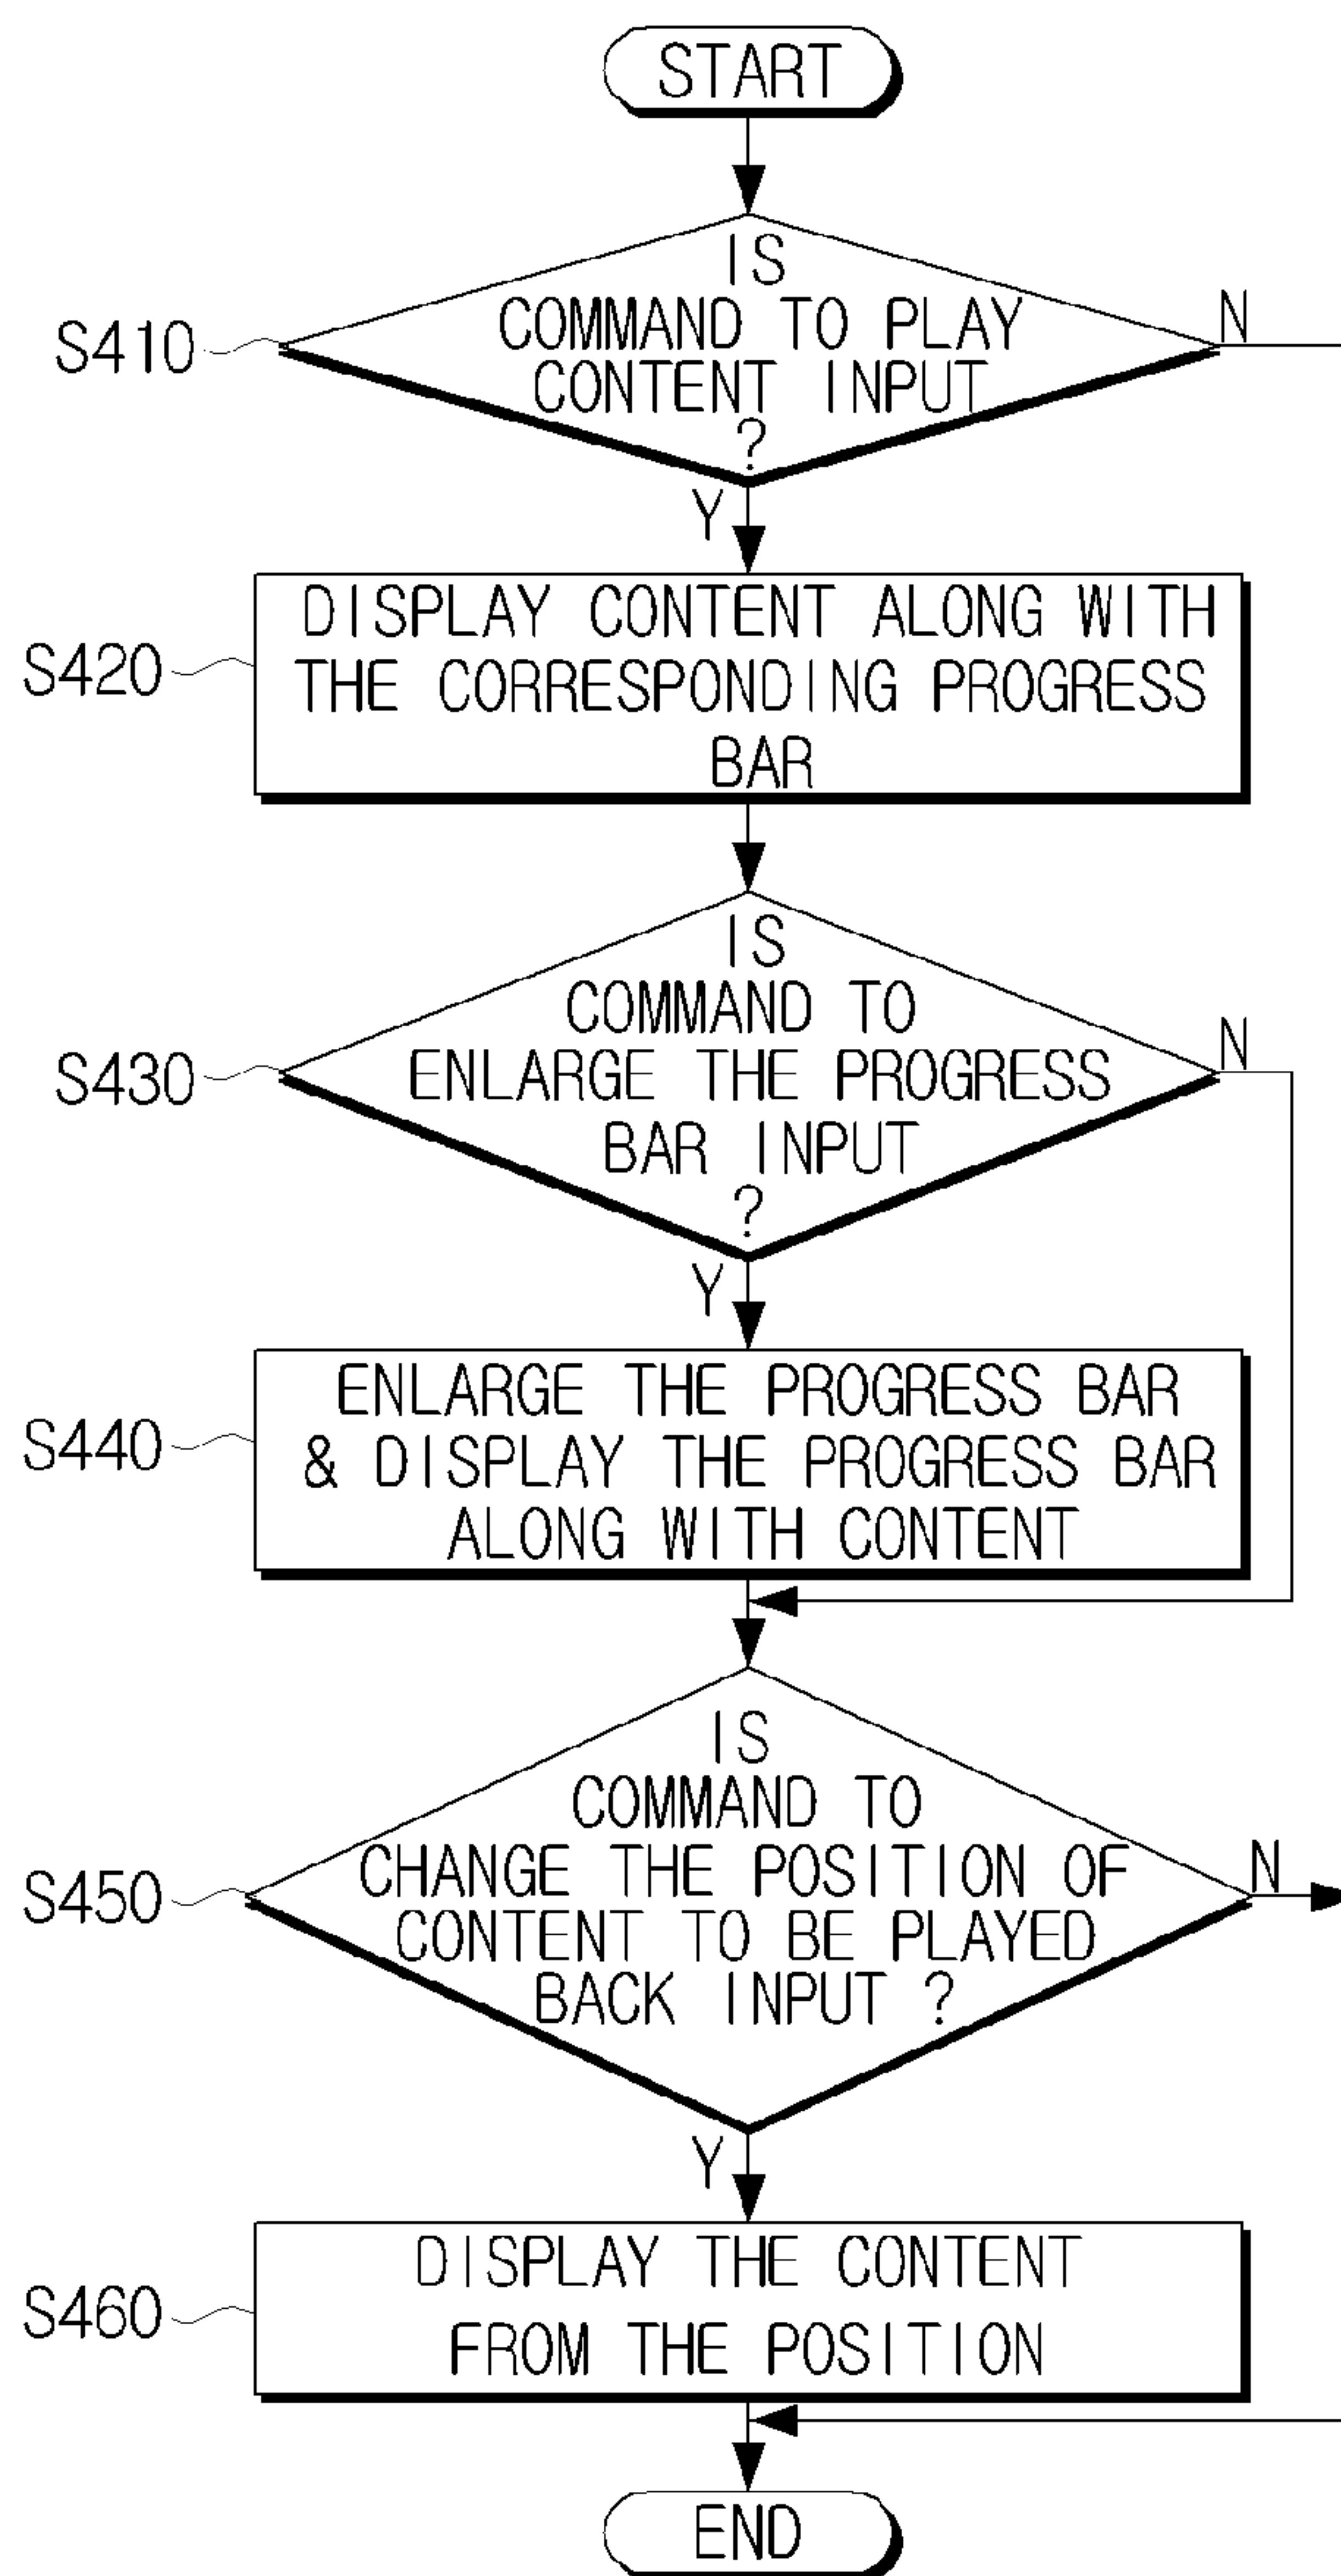 START
IS
COMMAND TO PLAY
CONTENT INPUT
?
S410
N
Y
DISPLAY CONTENT ALONG WITH
THE CORRESPONDING PROGRESS
BAR
S420
IS
COMMAND TO
ENLARGE THE PROGRESS
BAR INPUT
?
S430
N
Y
ENLARGE THE PROGRESS BAR
& DISPLAY THE PROGRESS BAR
ALONG WITH CONTENT
S440
IS
COMMAND TO
CHANGE THE POSITION OF
CONTENT TO BE PLAYED
BACK INPUT ?
S450
N
Y
DISPLAY THE CONTENT
FROM THE POSITION
S460
END